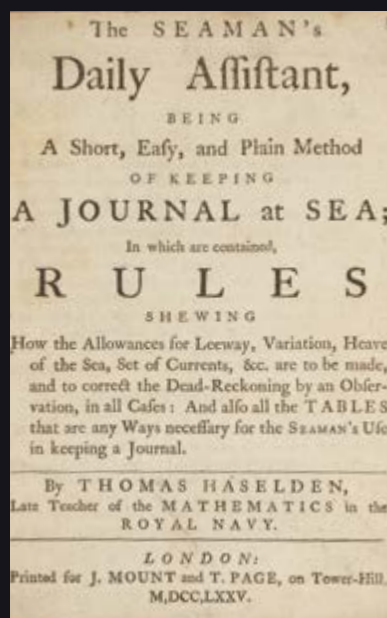 The SEAMAN's
Daily Aſſiſtant,
BEING
A Short, Eaſy, and Plain Method
OF KEEPING
A JOURNAL at SEA;
In which are contained,
RULES
SHEWING
How the Allowances for Leeway, Variation, Heave
of the Sea, Set of Currents, &c. are to be made,
and to correct the Dead-Reckoning by an Obſer-
vation, in all Caſes: And alſo all the TABLES
that are any Ways neceſſary for the SEAMAN's Uſe
in keeping a Journal.
By THOMAS HASELDEN,
Late Teacher of the MATHEMATICS in the
ROYAL NAVY.
LONDON:
Printed for J. MOUNT and T. PAGE, on Tower-Hill,
M,DCC,LXXV.